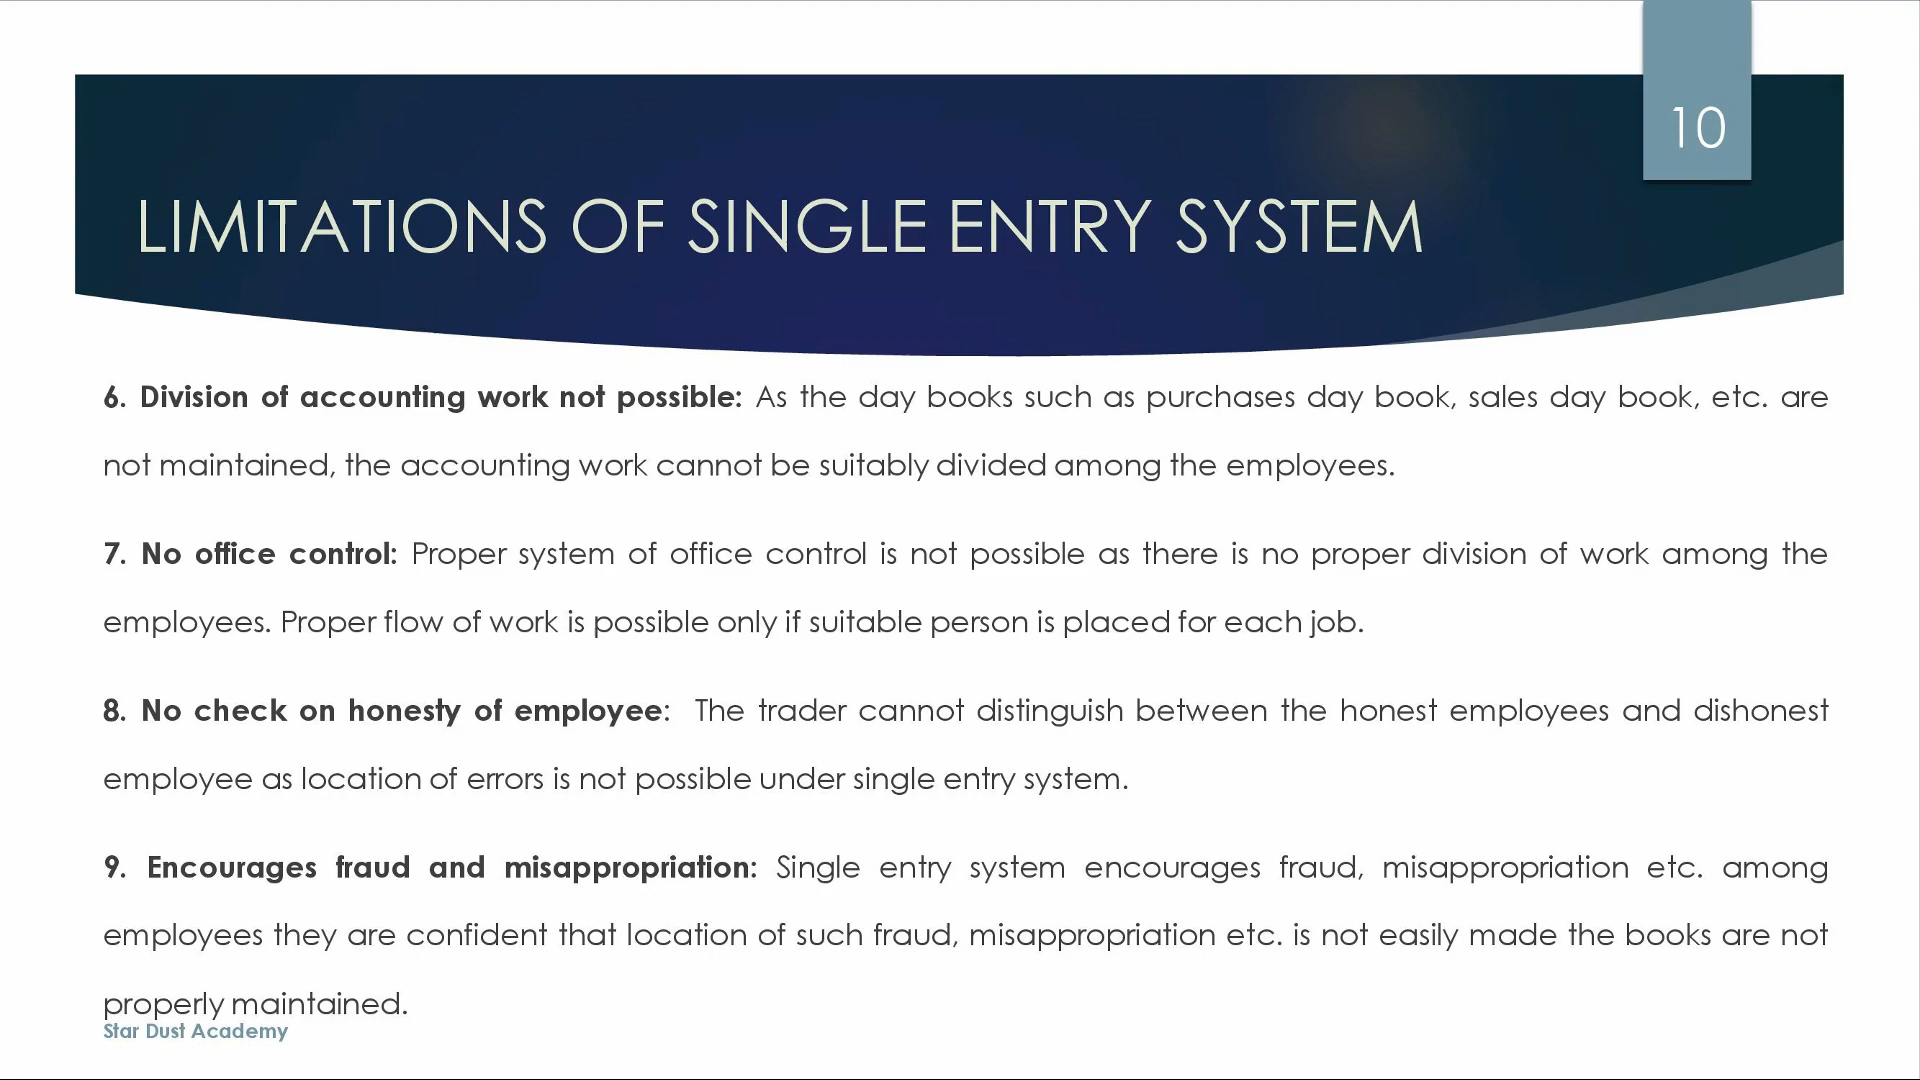 10
LIMITATIONS OF SINGLE ENTRY SYSTEM
6. Division of accounting work not possible: As the day books such as purchases day book, sales day book, etc. are
not maintained, the accounting work cannot be suitably divided among the employees.
7. No office control: Proper system of office control is not possible as there is no proper division of work among the
employees. Proper flow of work is possible only if suitable person is placed for each job.
8. No check on honesty of employee: The trader cannot distinguish between the honest employees and dishonest
employee as location of errors is not possible under single entry system.
9. Encourages fraud and misappropriation: Single entry system encourages fraud, misappropriation etc. among
employees they are confident that location of such fraud, misappropriation etc. is not easily made the books are not
properly maintained.
Star Dust Academy